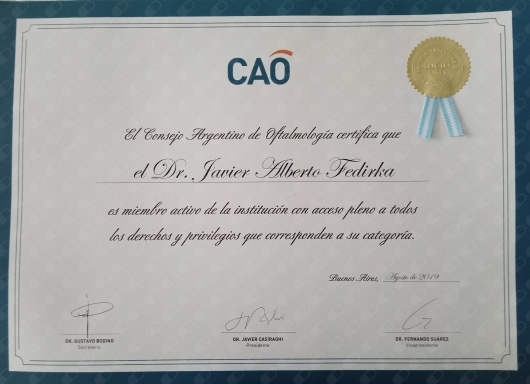 CAO
El Consejo Argentino de Oftalmología certifica que
el Dr. Javier Alberto Fedirka
es miembro activo de la institución con acceso pleno a todos
los derechos y privilegios que corresponden a su categoría.
Buenos Aires, Agosto de 2019
DR. GUSTAVO BODINO
Secretario
DR. JAVIER CASIRAGHI
Presidente
DR. FERNANDO SUÁREZ
Vicepresidente